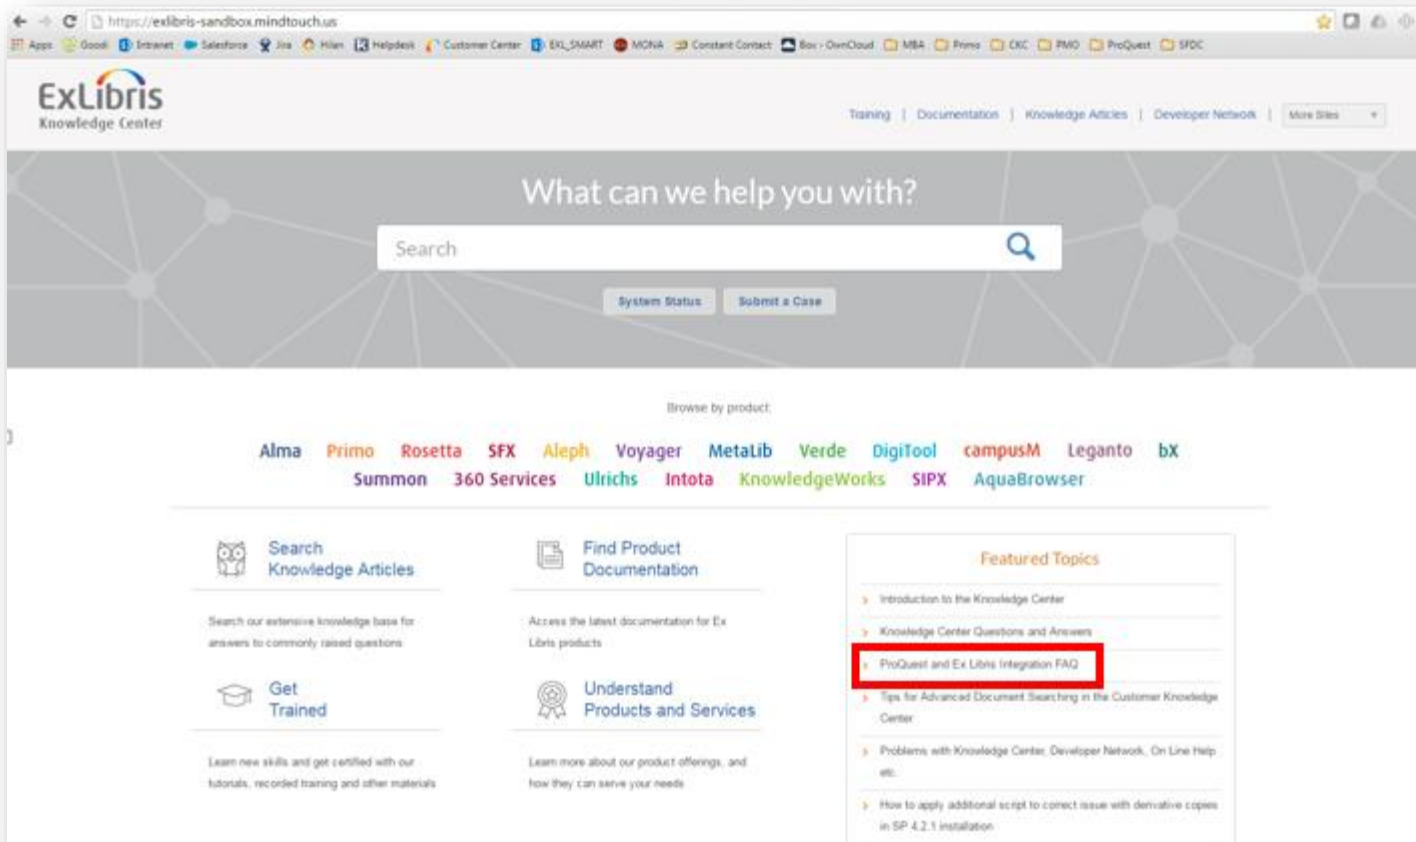 https://exlibris-sandbox.mindtouch.us
Apps Intranet Salesforce Jira Hilan Helpdesk Customer Center EXL_SMART MONA Constant Contact Box - OwnCloud MBA Primo CKC PMO ProQuest SFDC
ExLibris
Knowledge Center
Training | Documentation | Knowledge Articles | Developer Network | More Sites
What can we help you with?
Search
System Status Submit a Case
Browse by product:
Alma Primo Rosetta SFX Aleph Voyager MetaLib Verde DigiTool campusM Leganto bX
Summon 360 Services Ulrichs Intota KnowledgeWorks SIPX AquaBrowser
Search
Knowledge Articles
Search our extensive knowledge base for
answers to commonly raised questions
Find Product
Documentation
Access the latest documentation for Ex
Libris products
Get
Trained
Learn new skills and get certified with our
tutorials, recorded training and other materials
Understand
Products and Services
Learn more about our product offerings, and
how they can serve your needs
Featured Topics
Introduction to the Knowledge Center
Knowledge Center Questions and Answers
ProQuest and Ex Libris Integration FAQ
Tips for Advanced Document Searching in the Customer Knowledge
Center
Problems with Knowledge Center, Developer Network, On Line Help
etc.
How to apply additional script to correct issue with derivative copies
in SP 4.2.1 installation